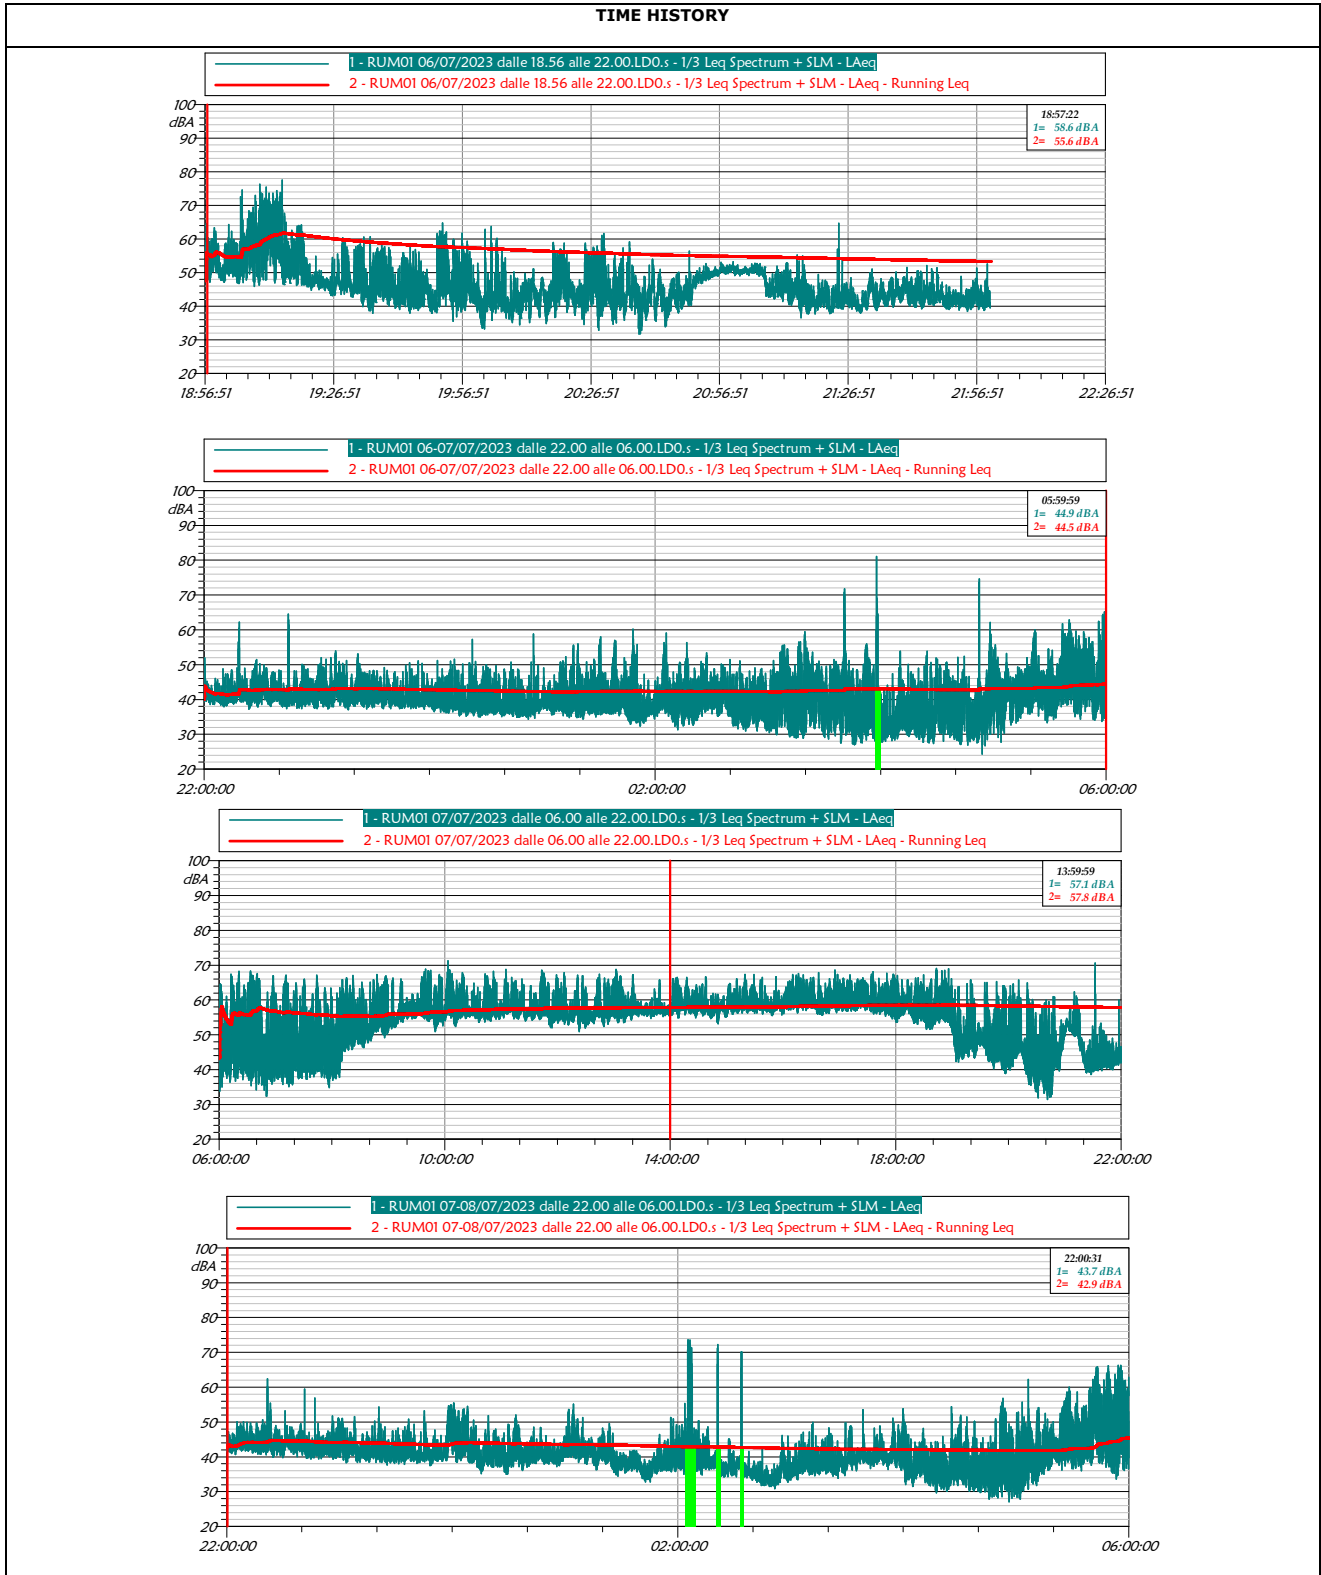 TIME HISTORY
1 - RUM01 06/07/2023 dalle 18.56 alle 22.00.LD0.s - 1/3 Leq Spectrum + SLM - LAeq
2 - RUM01 06/07/2023 dalle 18.56 alle 22.00.LD0.s - 1/3 Leq Spectrum + SLM - LAeq - Running Leq
100
dBA
90
80
70
60
50
40
30
20
18:57:22
1= 58.6 dBA
2= 55.6 dBA
18:56:51 19:26:51 19:56:51 20:26:51 20:56:51 21:26:51 21:56:51 22:26:51
1 - RUM01 06-07/07/2023 dalle 22.00 alle 06.00.LD0.s - 1/3 Leq Spectrum + SLM - LAeq
2 - RUM01 06-07/07/2023 dalle 22.00 alle 06.00.LD0.s - 1/3 Leq Spectrum + SLM - LAeq - Running Leq
100
dBA
90
80
70
60
50
40
30
20
05:59:59
1= 44.9 dBA
2= 44.5 dBA
22:00:00 02:00:00 06:00:00
1 - RUM01 07/07/2023 dalle 06.00 alle 22.00.LD0.s - 1/3 Leq Spectrum + SLM - LAeq
2 - RUM01 07/07/2023 dalle 06.00 alle 22.00.LD0.s - 1/3 Leq Spectrum + SLM - LAeq - Running Leq
100
dBA
90
80
70
60
50
40
30
20
13:59:59
1= 57.1 dBA
2= 57.8 dBA
06:00:00 10:00:00 14:00:00 18:00:00 22:00:00
1 - RUM01 07-08/07/2023 dalle 22.00 alle 06.00.LD0.s - 1/3 Leq Spectrum + SLM - LAeq
2 - RUM01 07-08/07/2023 dalle 22.00 alle 06.00.LD0.s - 1/3 Leq Spectrum + SLM - LAeq - Running Leq
100
dBA
90
80
70
60
50
40
30
20
22:00:31
1= 43.7 dBA
2= 42.9 dBA
22:00:00 02:00:00 06:00:00